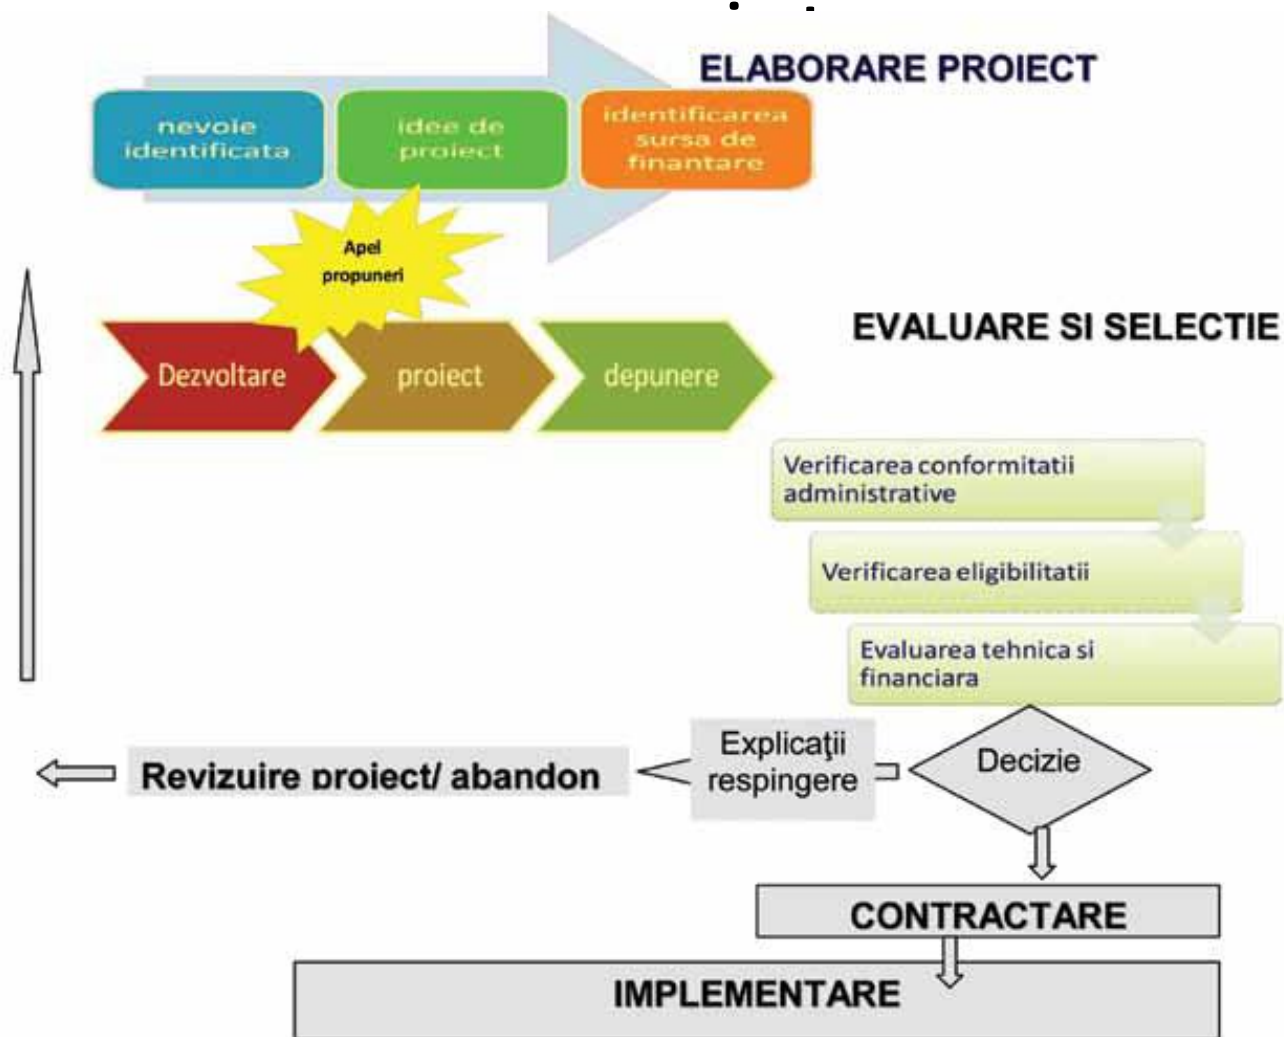 ELABORARE PROIECT
nevoie
identificata
idee de
proiect
identificarea
sursa de
finantare
Apel
propuneri
EVALUARE SI SELECTIE
Dezvoltare
proiect
depunere
Verificarea conformitatii
administrative
Verificarea eligibilitatii
Evaluarea tehnica si
financiara
Decizie
Explicaţii
respingere
Revizuire proiect/ abandon
CONTRACTARE
IMPLEMENTARE